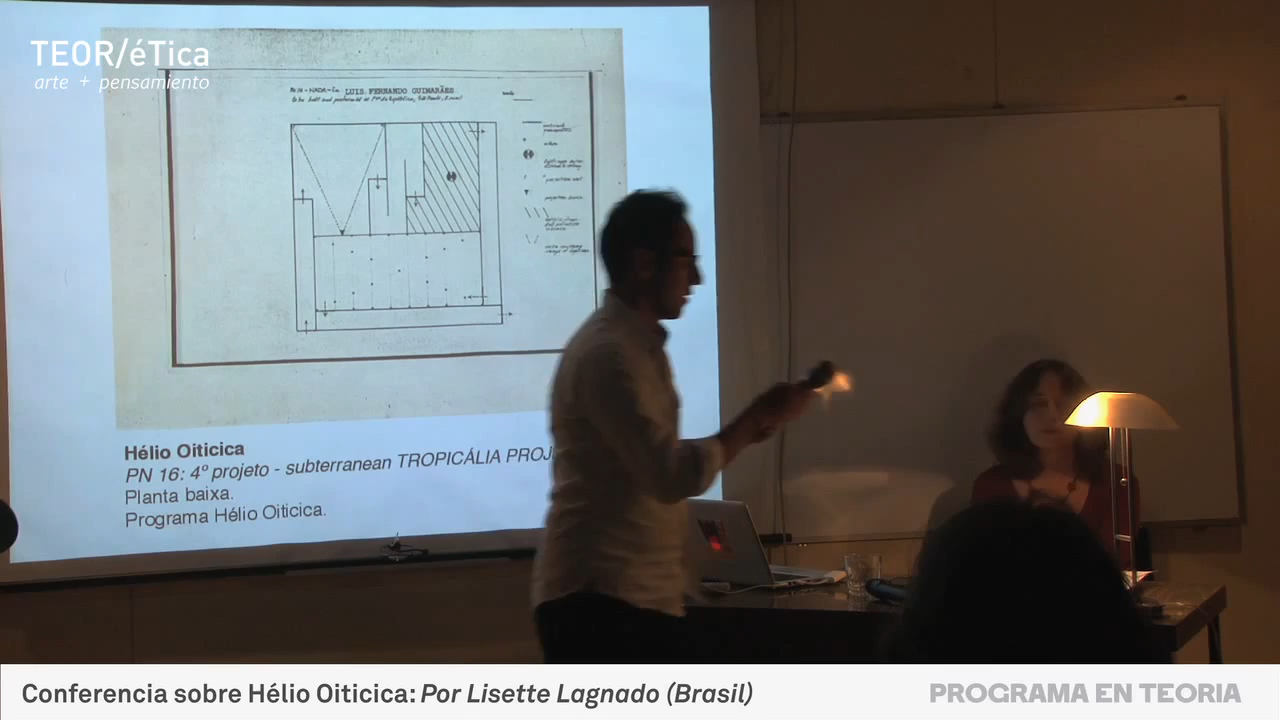 TEOR/éTica
arte + pensamiento
LUIS FERNANDO GUIMARÃES
Hélio Oiticica
PN 16: 4º projeto - subterranean TROPICÁLIA PROJ
Planta baixa.
Programa Hélio Oiticica.
Conferencia sobre Hélio Oiticica: Por Lisette Lagnado (Brasil)
PROGRAMA EN TEORIA